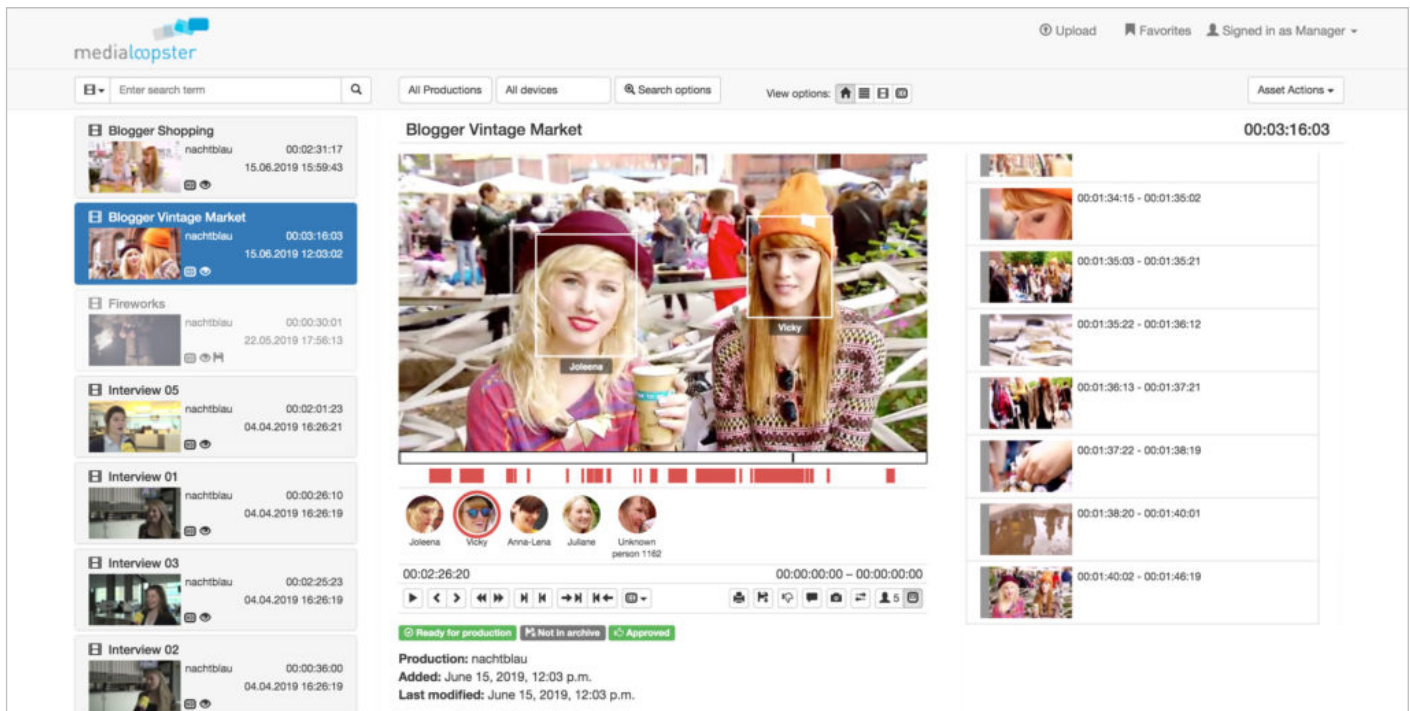 medialoopster
Upload Favorites Signed in as Manager
Enter search term
All Productions All devices Search options View options: Asset Actions
Blogger Shopping
nachtblau 00:02:31:17
15.06.2019 15:59:43
Blogger Vintage Market
nachtblau 00:03:16:03
15.06.2019 12:03:02
Fireworks
nachtblau 00:00:30:01
22.05.2019 17:56:13
Interview 05
nachtblau 00:02:01:23
04.04.2019 16:26:21
Interview 01
nachtblau 00:00:26:10
04.04.2019 16:26:19
Interview 03
nachtblau 00:02:25:23
04.04.2019 16:26:19
Interview 02
nachtblau 00:00:36:00
04.04.2019 16:26:19
Blogger Vintage Market 00:03:16:03
Vicky
Joleena
Joleena Vicky Anna-Lena Juliane Unknown
person 1162
00:02:26:20 00:00:00:00 – 00:00:00:00
5
Ready for production Not in archive Approved
Production: nachtblau
Added: June 15, 2019, 12:03 p.m.
Last modified: June 15, 2019, 12:03 p.m.
00:01:34:15 - 00:01:35:02
00:01:35:03 - 00:01:35:21
00:01:35:22 - 00:01:36:12
00:01:36:13 - 00:01:37:21
00:01:37:22 - 00:01:38:19
00:01:38:20 - 00:01:40:01
00:01:40:02 - 00:01:46:19